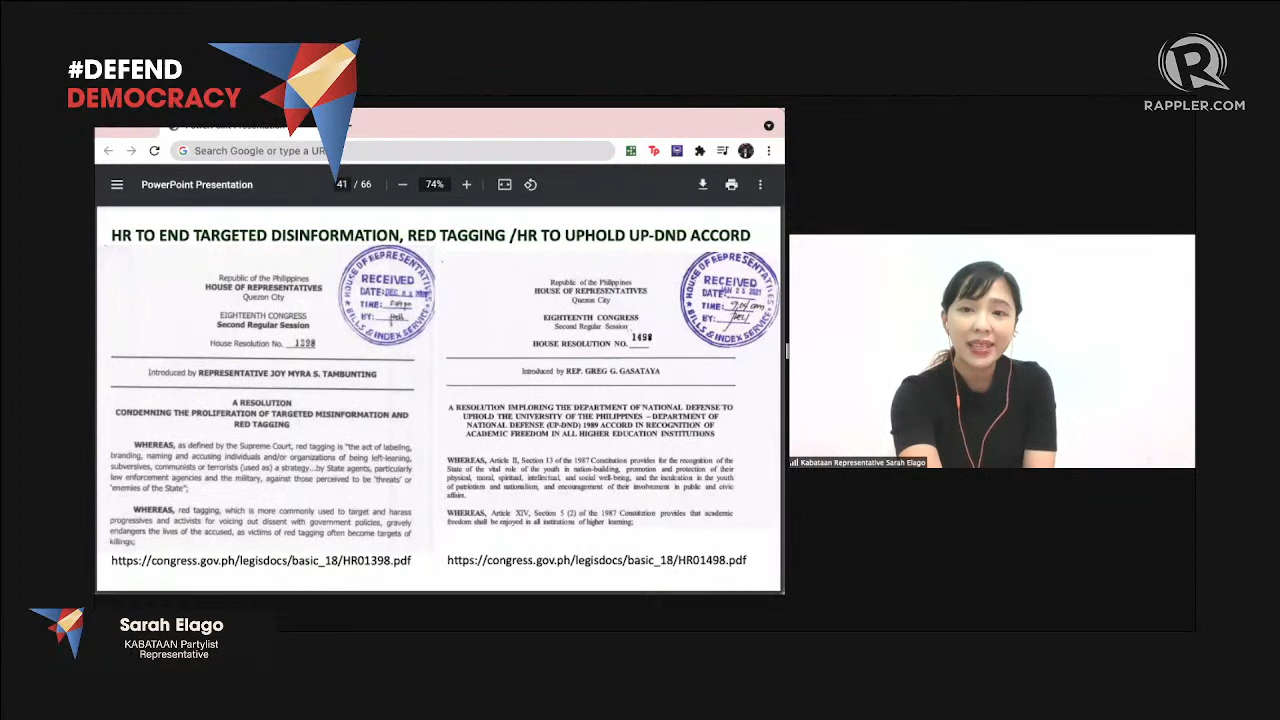 #DEFEND
DEMOCRACY
RAPPLER.COM
PowerPoint Presentation
Search Google or type a UR
PowerPoint Presentation
41 / 66
74%
HR TO END TARGETED DISINFORMATION, RED TAGGING /HR TO UPHOLD UP-DND ACCORD
Republic of the Philippines
HOUSE OF REPRESENTATIVES
Quezon City
EIGHTEENTH CONGRESS
Second Regular Session
House Resolution No. 1398
HOUSE OF REPRESENTATIVES
RECEIVED
DATE: DEC
TIME:
BY:
BILLS & INDEX SERVICE
Introduced by REPRESENTATIVE JOY MYRA S. TAMBUNTING
A RESOLUTION
CONDEMNING THE PROLIFERATION OF TARGETED MISINFORMATION AND
RED TAGGING
WHEREAS, as defined by the Supreme Court, red tagging is "the act of labeling,
branding, naming and accusing individuals and/or organizations of being left-leaning,
subversives, communists or terrorists (used as) a strategy...by State agents, particularly
law enforcement agencies and the military, against those perceived to be 'threats' or
'enemies of the State";
WHEREAS, red tagging, which is more commonly used to target and harass
progressives and activists for voicing out dissent with government policies, gravely
endangers the lives of the accused, as victims of red tagging often become targets of
killings;
https://congress.gov.ph/legisdocs/basic_18/HR01398.pdf
Republic of the Philippines
HOUSE OF REPRESENTATIVES
Quezon City
EIGHTEENTH CONGRESS
Second Regular Session
HOUSE RESOLUTION NO. 1498
HOUSE OF REPRESENTATIVES
RECEIVED
DATE: JAN 25 2021
TIME:
BY:
BILLS & INDEX SERVICE
Introduced by REP. GREG G. GASATAYA
A RESOLUTION IMPLORING THE DEPARTMENT OF NATIONAL DEFENSE TO
UPHOLD THE UNIVERSITY OF THE PHILIPPINES – DEPARTMENT OF
NATIONAL DEFENSE (UP-DND) 1989 ACCORD IN RECOGNITION OF
ACADEMIC FREEDOM IN ALL HIGHER EDUCATION INSTITUTIONS
WHEREAS, Article II, Section 13 of the 1987 Constitution provides for the recognition of the
State of the vital role of the youth in nation-building, promotion and protection of their
physical, moral, spiritual, intellectual, and social well-being, and the inculcation in the youth
of patriotism and nationalism, and encouragement of their involvement in public and civic
affairs.
WHEREAS, Article XIV, Section 5 (2) of the 1987 Constitution provides that academic
freedom shall be enjoyed in all institutions of higher learning;
https://congress.gov.ph/legisdocs/basic_18/HR01498.pdf
Kabataan Representative Sarah Elago
Sarah Elago
KABATAAN Partylist
Representative